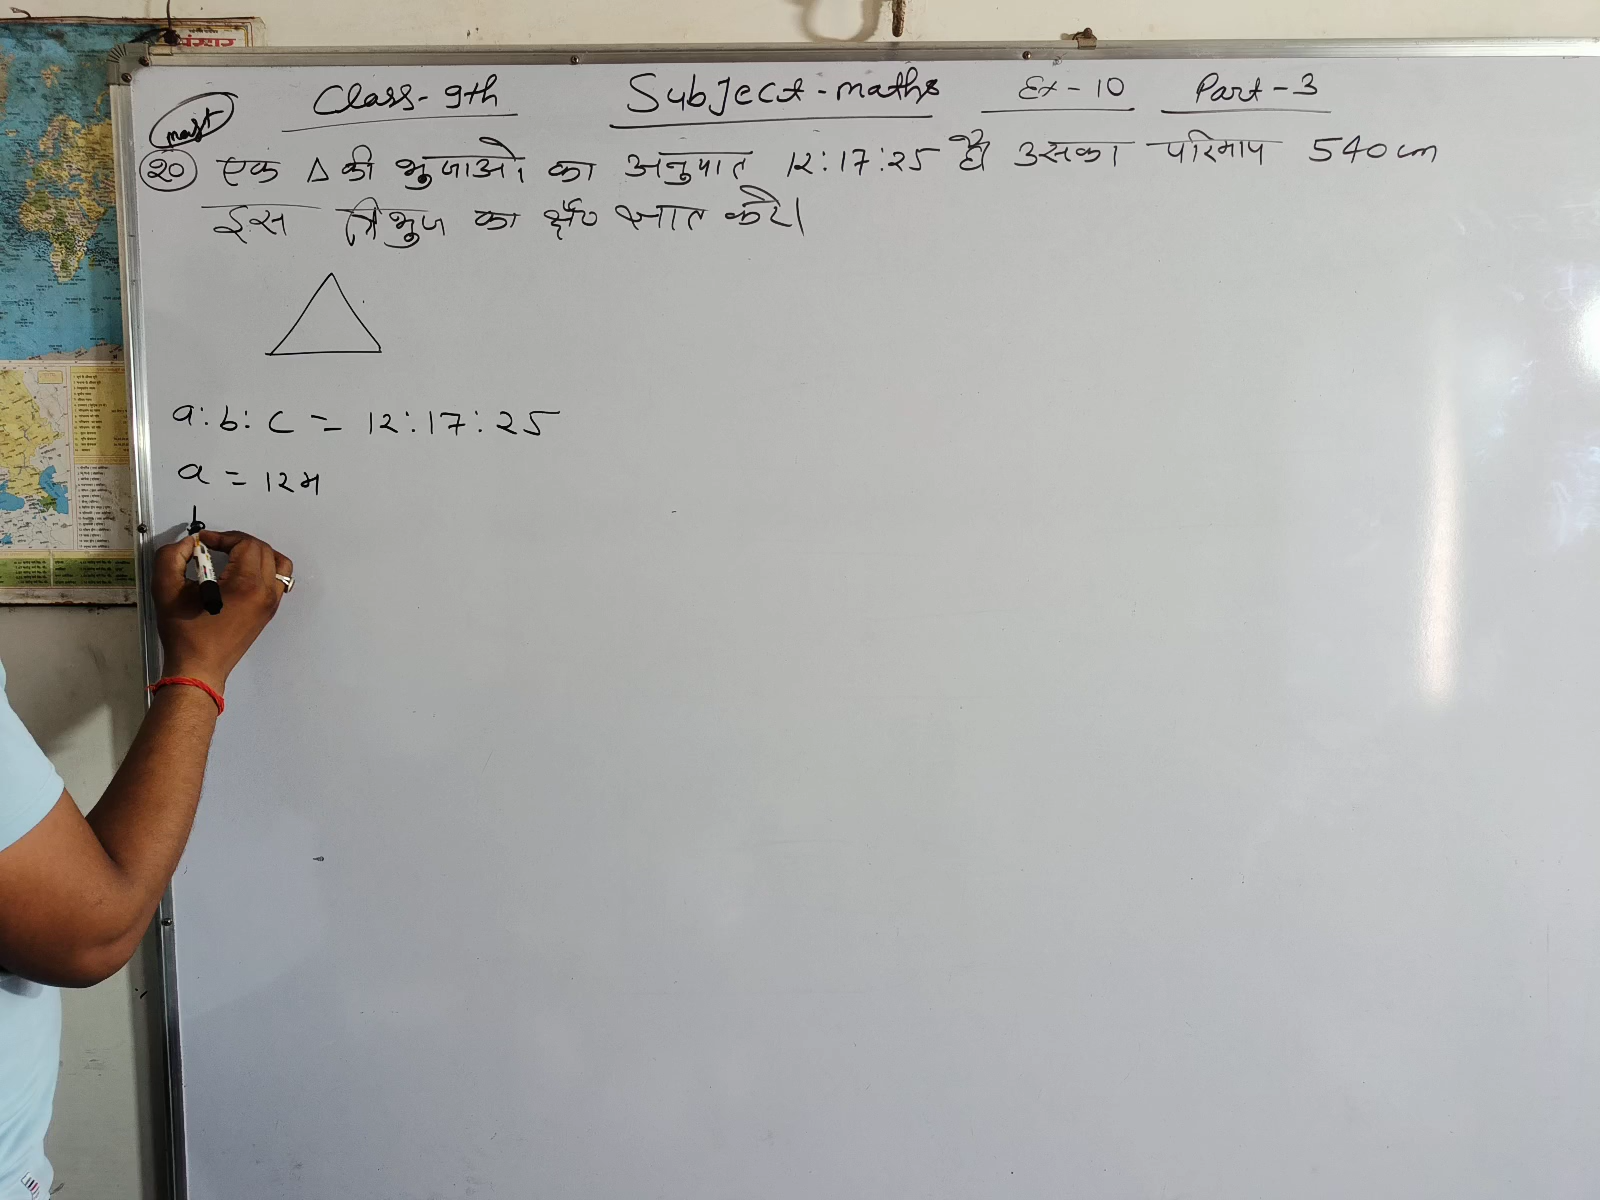 संसार
Class-9th Subject-maths Ex-10 Part-3
most
20 एक Δ की भुजाओं का अनुपात 12:17:25 है उसका परिमाप 540cm
इस त्रिभुज का क्षे० ज्ञात करें।
a:b:c = 12:17:25
a = 12x